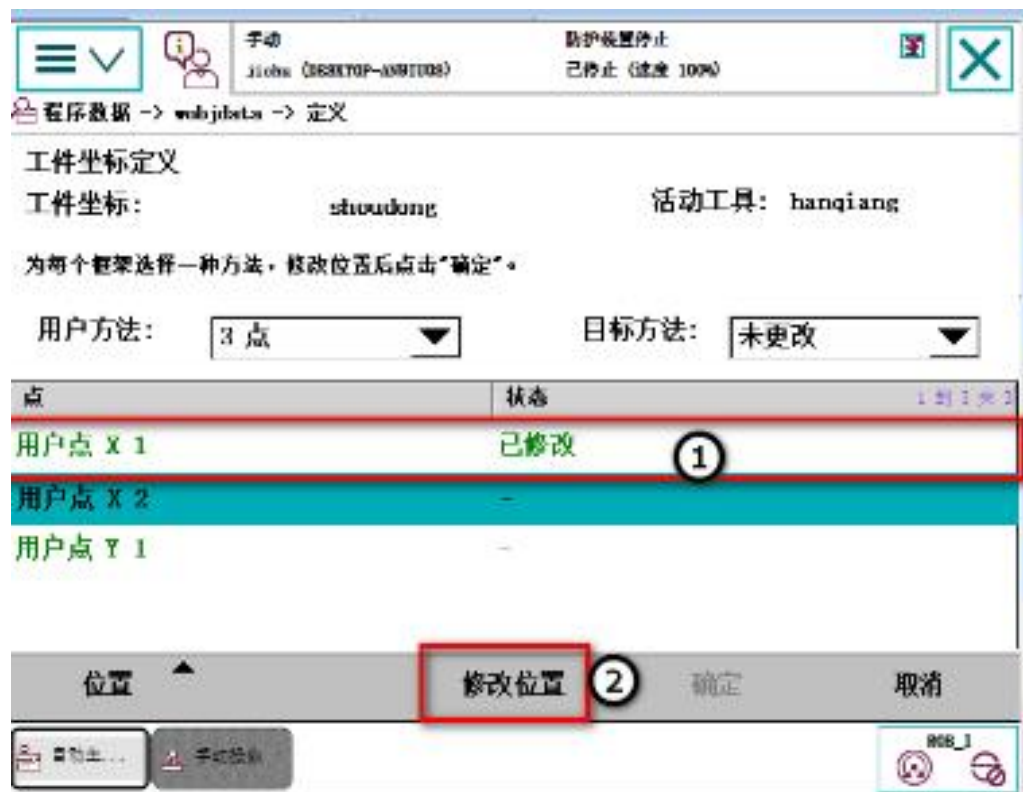 手动
防护装置停止
已停止 (速度 100%)
程序数据 -> wobjdata -> 定义
工件坐标定义
工件坐标: shoudong 活动工具: hanqiang
为每个框架选择一种方法，修改位置后点击“确定”。
用户方法: 3 点 目标方法: 未更改
点 状态
用户点 X 1 已修改 1
用户点 X 2 -
用户点 Y 1 -
位置 修改位置 2 确定 取消
ROB_1